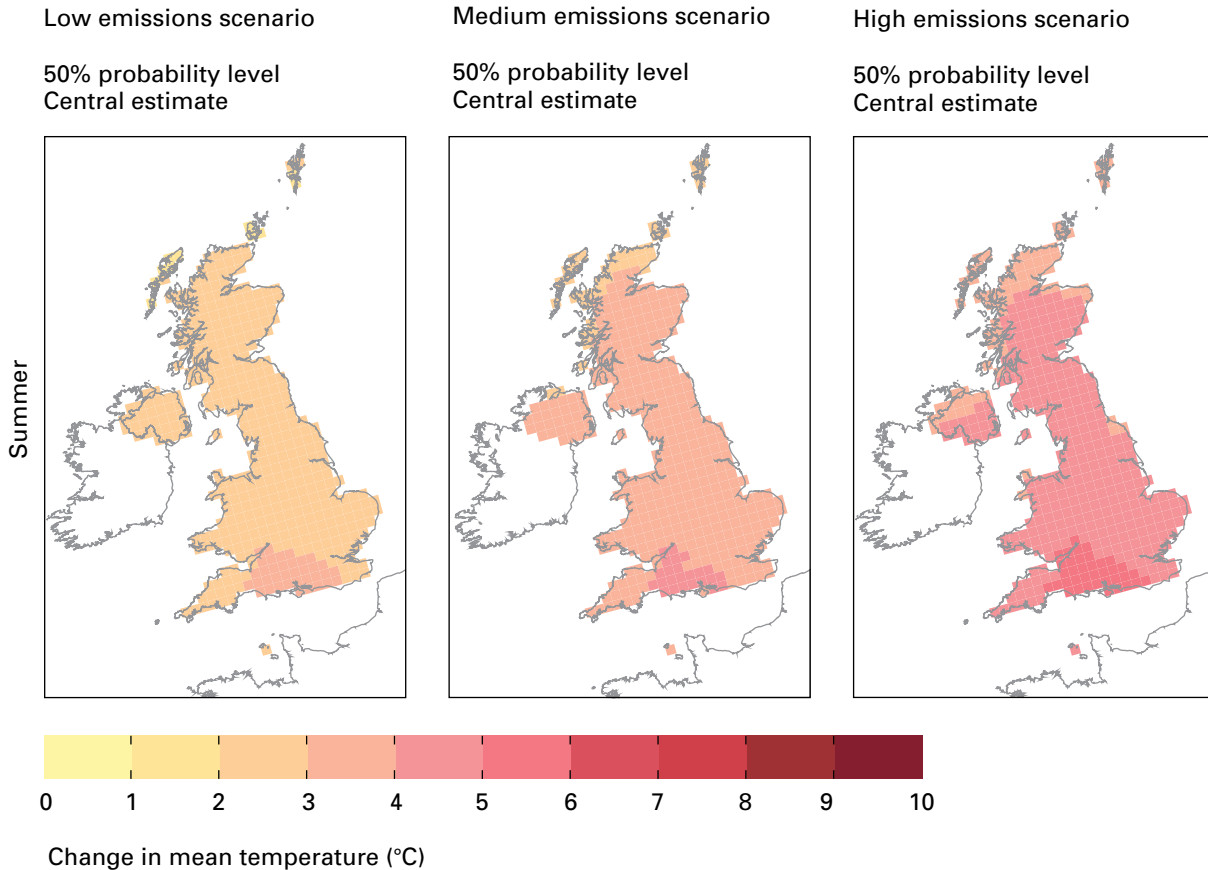 Low emissions scenario
50% probability level
Central estimate
Medium emissions scenario
50% probability level
Central estimate
High emissions scenario
50% probability level
Central estimate
Summer
0 1 2 3 4 5 6 7 8 9 10
Change in mean temperature (°C)